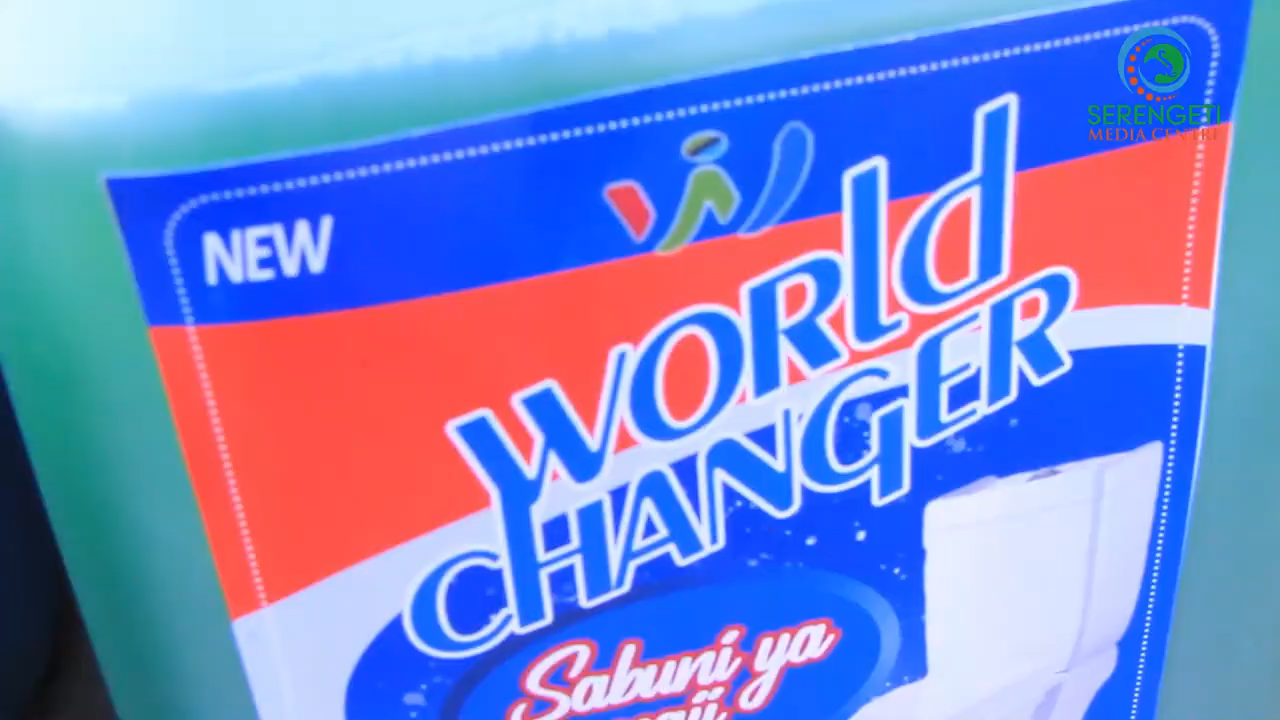 SERENGETI
MEDIA CENTRE
NEW
WORld
CHANGER
Sabuni ya